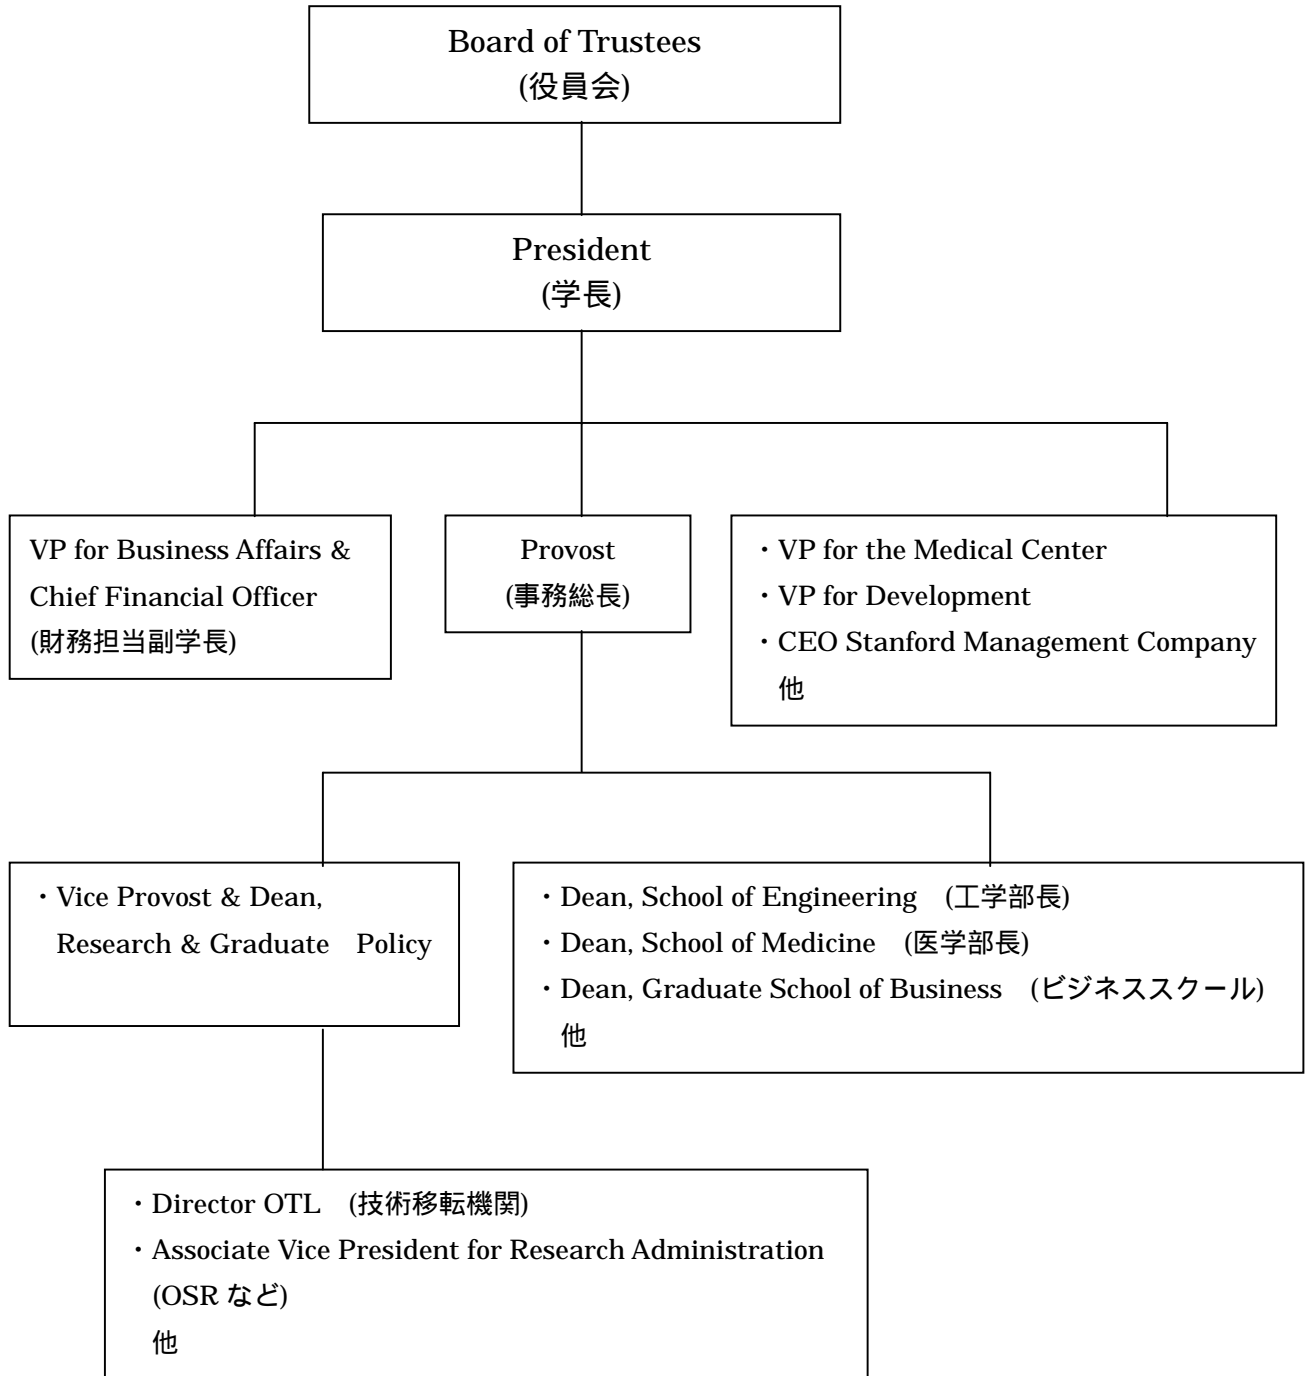 Board of Trustees
(役員会)
President
(学長)
VP for Business Affairs &
Chief Financial Officer
(財務担当副学長)
Provost
(事務総長)
・VP for the Medical Center
・VP for Development
・CEO Stanford Management Company
他
・Vice Provost & Dean,
Research & Graduate　Policy
・Dean, School of Engineering　(工学部長)
・Dean, School of Medicine　(医学部長)
・Dean, Graduate School of Business　(ビジネススクール)
他
・Director OTL　(技術移転機関)
・Associate Vice President for Research Administration
(OSR など)
他